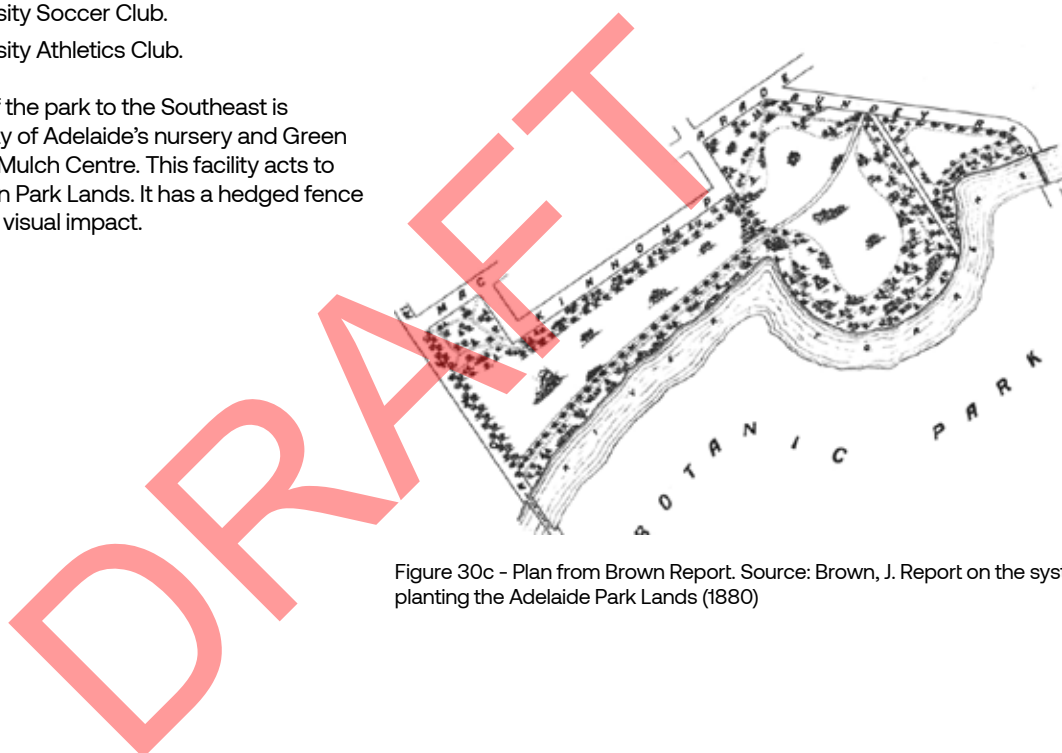 sity Soccer Club.
sity Athletics Club.
f the park to the Southeast is
y of Adelaide's nursery and Green
Mulch Centre. This facility acts to
n Park Lands. It has a hedged fence
visual impact.
DRAFT
BOTANIC PARK
Figure 30c - Plan from Brown Report. Source: Brown, J. Report on the sys
planting the Adelaide Park Lands (1880)